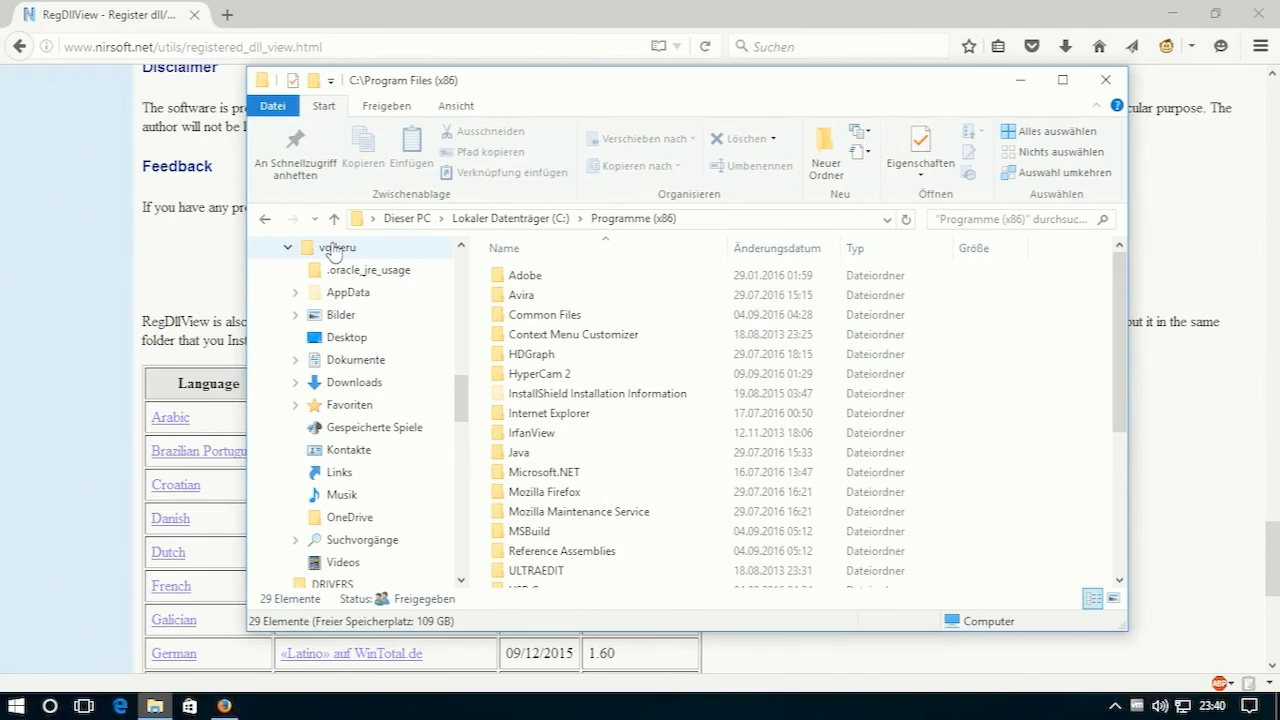 RegDllView - Register dll/...
www.nirsoft.net/utils/registered_dll_view.html
Suchen
Disclaimer
The software is pr
cular purpose. The
author will not be l
Feedback
If you have any pr
RegDllView is also
out it in the same
folder that you Inst
Language
Arabic
Brazilian Portugu
Croatian
Danish
Dutch
French
Galician
German
«Latino» auf WinTotal.de
09/12/2015
1.60
C:\Program Files (x86)
Datei
Start
Freigeben
Ansicht
An Schnellzugriff
anheften
Kopieren
Einfügen
Ausschneiden
Pfad kopieren
Verknüpfung einfügen
Zwischenablage
Verschieben nach
Kopieren nach
Löschen
Umbenennen
Organisieren
Neuer
Ordner
Neu
Eigenschaften
Öffnen
Alles auswählen
Nichts auswählen
Auswahl umkehren
Auswählen
Dieser PC
Lokaler Datenträger (C:)
Programme (x86)
"Programme (x86)" durchsuc...
.oracle_jre_usage
AppData
Bilder
Desktop
Dokumente
Downloads
Favoriten
Gespeicherte Spiele
Kontakte
Links
Musik
OneDrive
Suchvorgänge
Videos
DRIVERS
Name Änderungsdatum Typ Größe
Adobe 29.01.2016 01:59 Dateiordner
Avira 29.07.2016 15:15 Dateiordner
Common Files 04.09.2016 04:28 Dateiordner
Context Menu Customizer 18.08.2013 23:25 Dateiordner
HDGraph 29.07.2016 18:15 Dateiordner
HyperCam 2 09.09.2016 01:29 Dateiordner
InstallShield Installation Information 19.08.2015 03:47 Dateiordner
Internet Explorer 17.07.2016 00:50 Dateiordner
IrfanView 12.11.2013 18:06 Dateiordner
Java 29.07.2016 15:33 Dateiordner
Microsoft.NET 16.07.2016 13:47 Dateiordner
Mozilla Firefox 29.07.2016 16:21 Dateiordner
Mozilla Maintenance Service 29.07.2016 16:21 Dateiordner
MSBuild 04.09.2016 05:12 Dateiordner
Reference Assemblies 04.09.2016 05:12 Dateiordner
ULTRAEDIT 18.08.2013 23:31 Dateiordner
29 Elemente Status: Freigegeben
29 Elemente (Freier Speicherplatz: 109 GB)
Computer
ABP
23:40